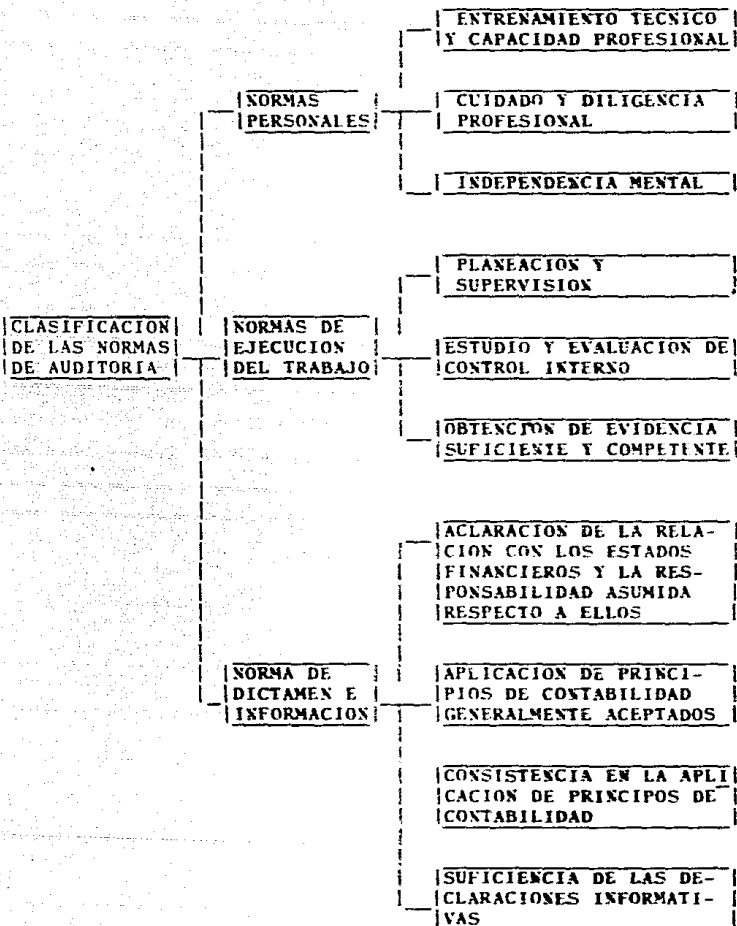 ENTRENAMIENTO TECNICO
Y CAPACIDAD PROFESIONAL
NORMAS
PERSONALES
CUIDADO Y DILIGENCIA
PROFESIONAL
INDEPENDENCIA MENTAL
PLANEACION Y
SUPERVISION
CLASIFICACION
DE LAS NORMAS
DE AUDITORIA
NORMAS DE
EJECUCION
DEL TRABAJO
ESTUDIO Y EVALUACION DE
CONTROL INTERNO
OBTENCION DE EVIDENCIA
SUFICIENTE Y COMPETENTE
ACLARACION DE LA RELA-
CION CON LOS ESTADOS
FINANCIEROS Y LA RES-
PONSABILIDAD ASUMIDA
RESPECTO A ELLOS
NORMA DE
DICTAMEN E
INFORMACION
APLICACION DE PRINCI-
PIOS DE CONTABILIDAD
GENERALMENTE ACEPTADOS
CONSISTENCIA EN LA APLI
CACION DE PRINCIPOS DE
CONTABILIDAD
SUFICIENCIA DE LAS DE-
CLARACIONES INFORMATI-
VAS